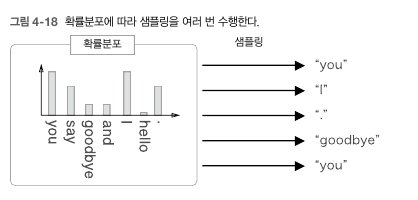 그림 4-18 확률분포에 따라 샘플링을 여러 번 수행한다.
확률분포
샘플링
you
say
goodbye
and
I
hello
.
“you”
“I”
“.”
“goodbye”
“you”